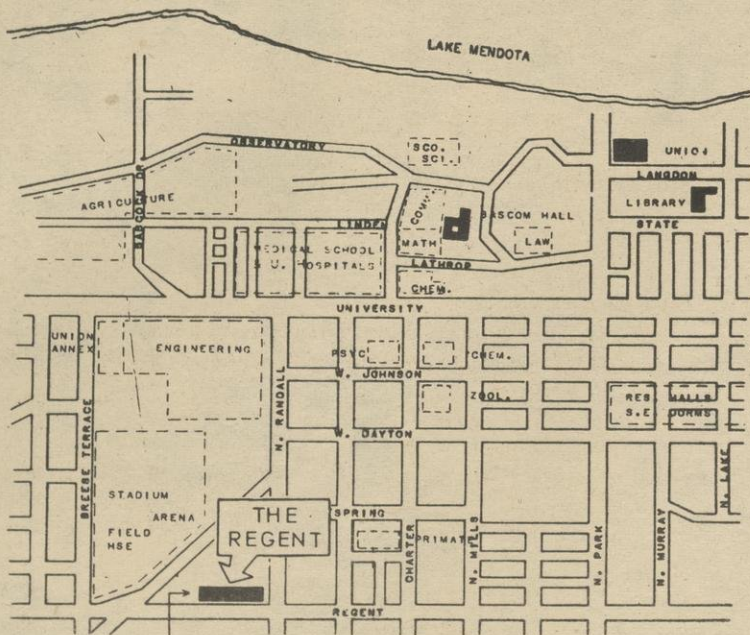 LAKE MENDOTA
OBSERVATORY
SCO.
SCI.
UNION
LANGDON
LIBRARY
STATE
BABCOCK DR
AGRICULTURE
COMM.
BASCOM HALL
LINDEN
MATH
LAW
MEDICAL SCHOOL
& U. HOSPITALS
LATHROP
CHEM.
UNIVERSITY
UNION
ANNEX
ENGINEERING
PSYC
CHEM.
W. JOHNSON
N. RANDALL
ZOOL.
RES. HALLS
S.E. DORMS
BREESE TERRACE
W. DAYTON
N. LAKE
STADIUM
ARENA
FIELD
HSE
THE
REGENT
SPRING
PRIMAT
CHARTER
N. MILLS
N. PARK
N. MURRAY
REGENT